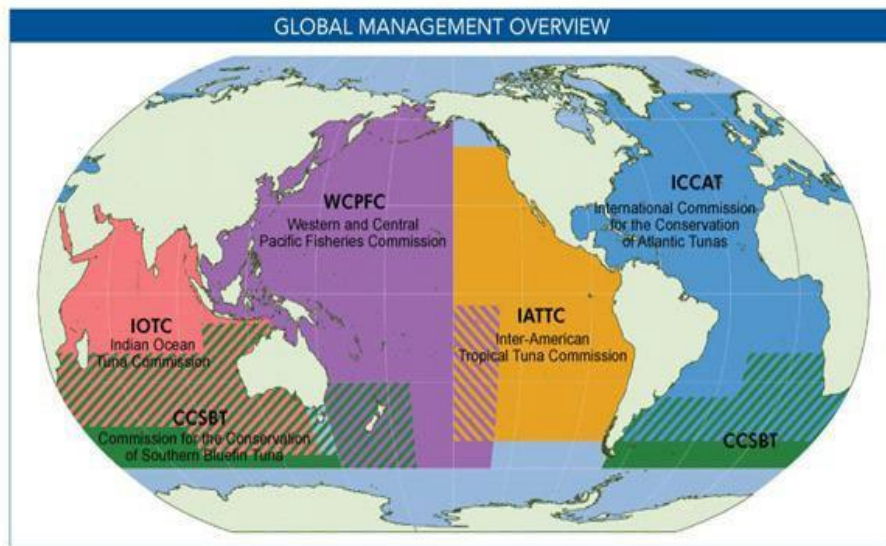 GLOBAL MANAGEMENT OVERVIEW
WCPFC
Western and Central
Pacific Fisheries Commission
ICCAT
International Commission
for the Conservation
of Atlantic Tunas
IOTC
Indian Ocean
Tuna Commission
IATTC
Inter-American
Tropical Tuna Commission
CCSBT
Commission for the Conservation
of Southern Bluefin Tuna
CCSBT